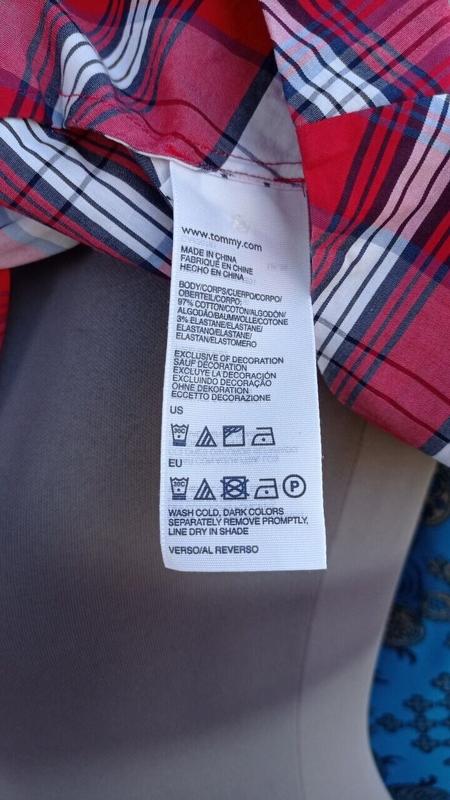 www.tommy.com
MADE IN CHINA
FABRIQUÉ EN CHINE
HECHO EN CHINA
BODY/CORPS/CUERPO/CORPO/
OBERTEIL/CORPO:
97% COTTON/COTON/ALGODÓN/
ALGODÃO/BAUMWOLLE/COTONE
3% ELASTANE/ELASTANE/
ELASTANO/ELASTANE/
ELASTAN/ELASTOMERO
EXCLUSIVE OF DECORATION
SAUF DÉCORATION
EXCLUYE LA DECORACIÓN
EXCLUINDO DECORAÇÃO
OHNE DEKORATION
ECCETTO DECORAZIONE
US
30C
EU
30C P
WASH COLD, DARK COLORS
SEPARATELY REMOVE PROMPTLY,
LINE DRY IN SHADE
VERSO/AL REVERSO